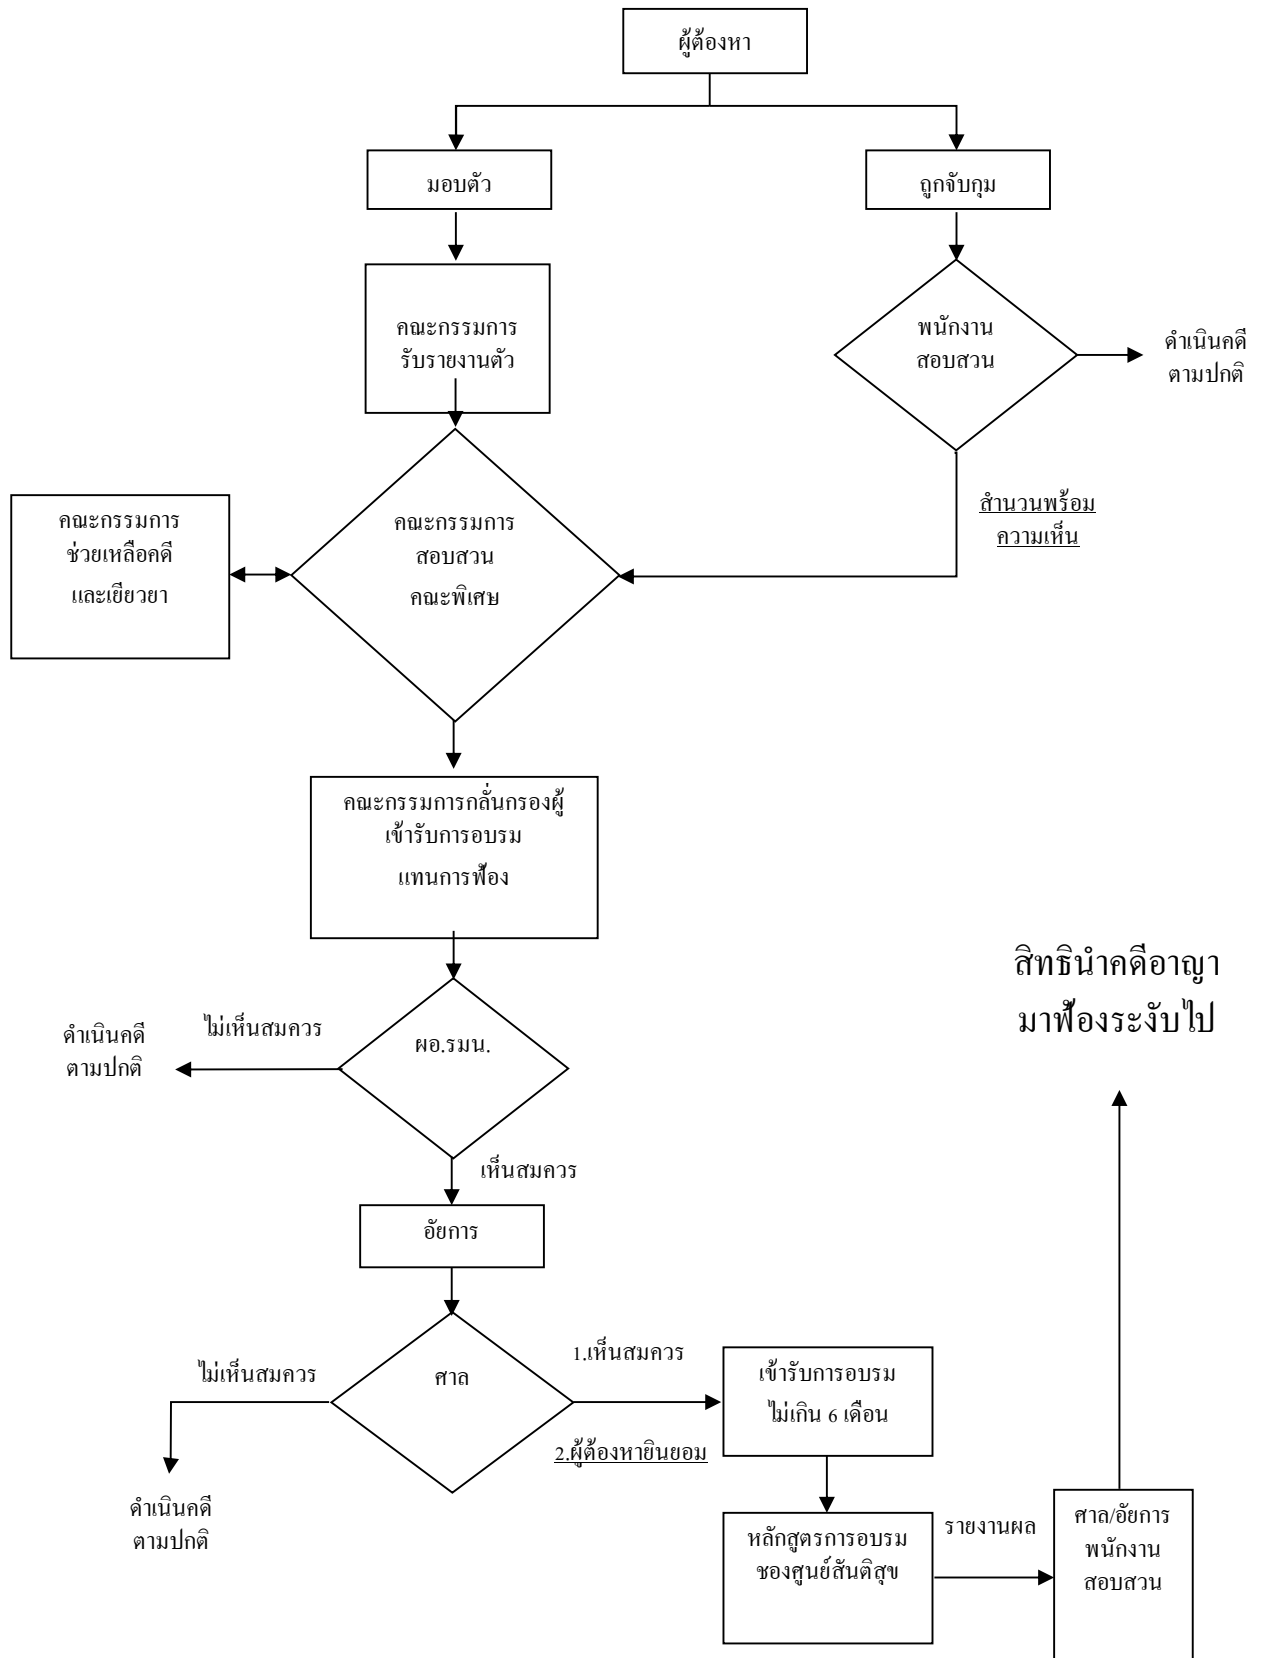 ผู้ต้องหา
มอบตัว
ถูกจับกุม
คณะกรรมการ
รับรายงานตัว
พนักงาน
สอบสวน
ดำเนินคดี
ตามปกติ
สำนวนพร้อม
ความเห็น
คณะกรรมการ
ช่วยเหลือคดี
และเยียวยา
คณะกรรมการ
สอบสวน
คณะพิเศษ
คณะกรรมการกลั่นกรองผู้
เข้ารับการอบรม
แทนการฟ้อง
สิทธินำคดีอาญา
มาฟ้องระงับไป
ดำเนินคดี
ตามปกติ
ไม่เห็นสมควร
ผอ.รมน.
เห็นสมควร
อัยการ
ไม่เห็นสมควร
ศาล
1.เห็นสมควร
2.ผู้ต้องหายินยอม
เข้ารับการอบรม
ไม่เกิน 6 เดือน
ดำเนินคดี
ตามปกติ
หลักสูตรการอบรม
ชองศูนย์สันติสุข
รายงานผล
ศาล/อัยการ
พนักงาน
สอบสวน